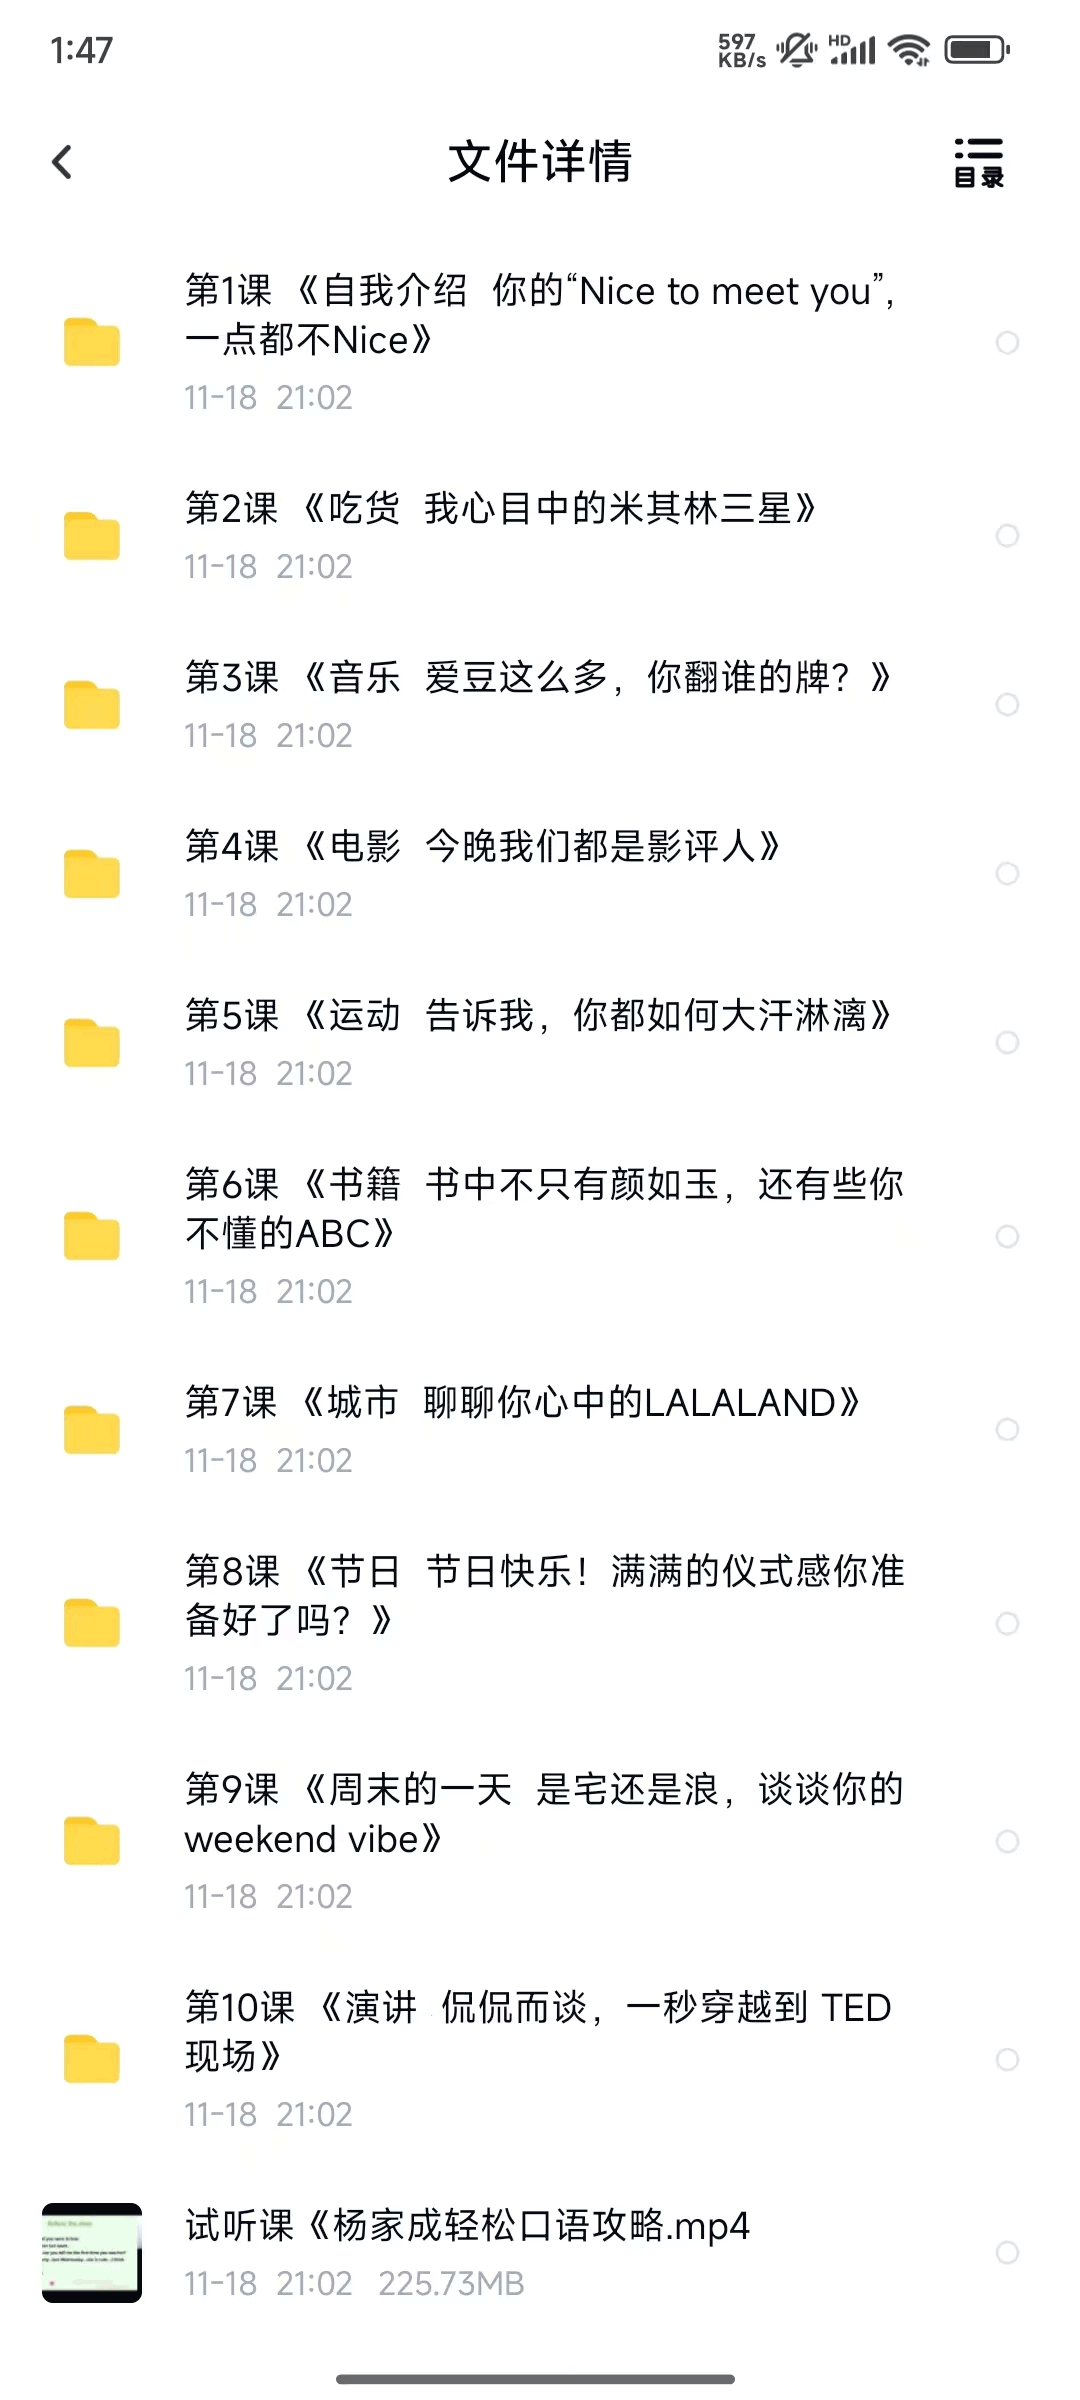 1:47
597
KB/s
HD
文件详情
目录
第1课 《自我介绍 你的“Nice to meet you”,
一点都不Nice》
11-18 21:02
第2课 《吃货 我心目中的米其林三星》
11-18 21:02
第3课 《音乐 爱豆这么多，你翻谁的牌？》
11-18 21:02
第4课 《电影 今晚我们都是影评人》
11-18 21:02
第5课 《运动 告诉我，你都如何大汗淋漓》
11-18 21:02
第6课 《书籍 书中不只有颜如玉，还有些你
不懂的ABC》
11-18 21:02
第7课 《城市 聊聊你心中的LALALAND》
11-18 21:02
第8课 《节日 节日快乐！满满的仪式感你准
备好了吗？》
11-18 21:02
第9课 《周末的一天 是宅还是浪，谈谈你的
weekend vibe》
11-18 21:02
第10课 《演讲 侃侃而谈，一秒穿越到 TED
现场》
11-18 21:02
试听课《杨家成轻松口语攻略.mp4
11-18 21:02 225.73MB